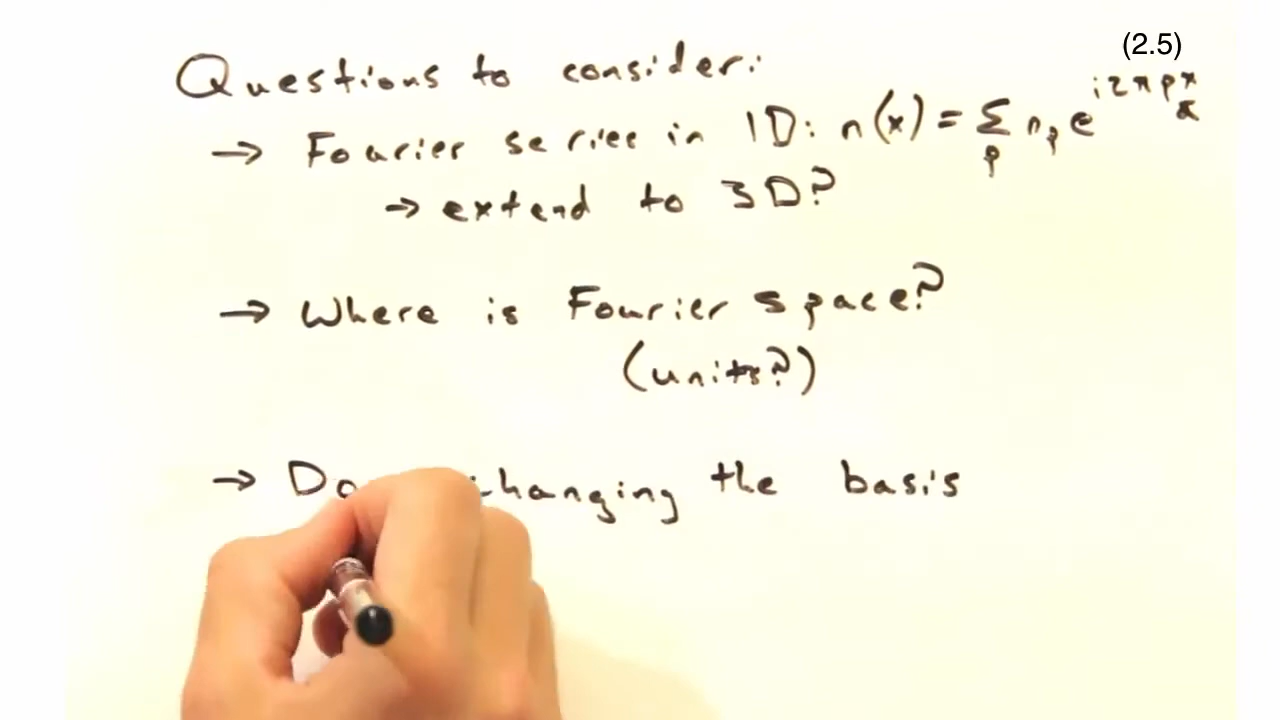 (2.5)
Questions to consider:
→ Fourier series in 1D: n(x) = Σ_p n_p e^{i2πpx/a}
→ extend to 3D?
→ Where is Fourier space?
(units?)
→ changing the basis